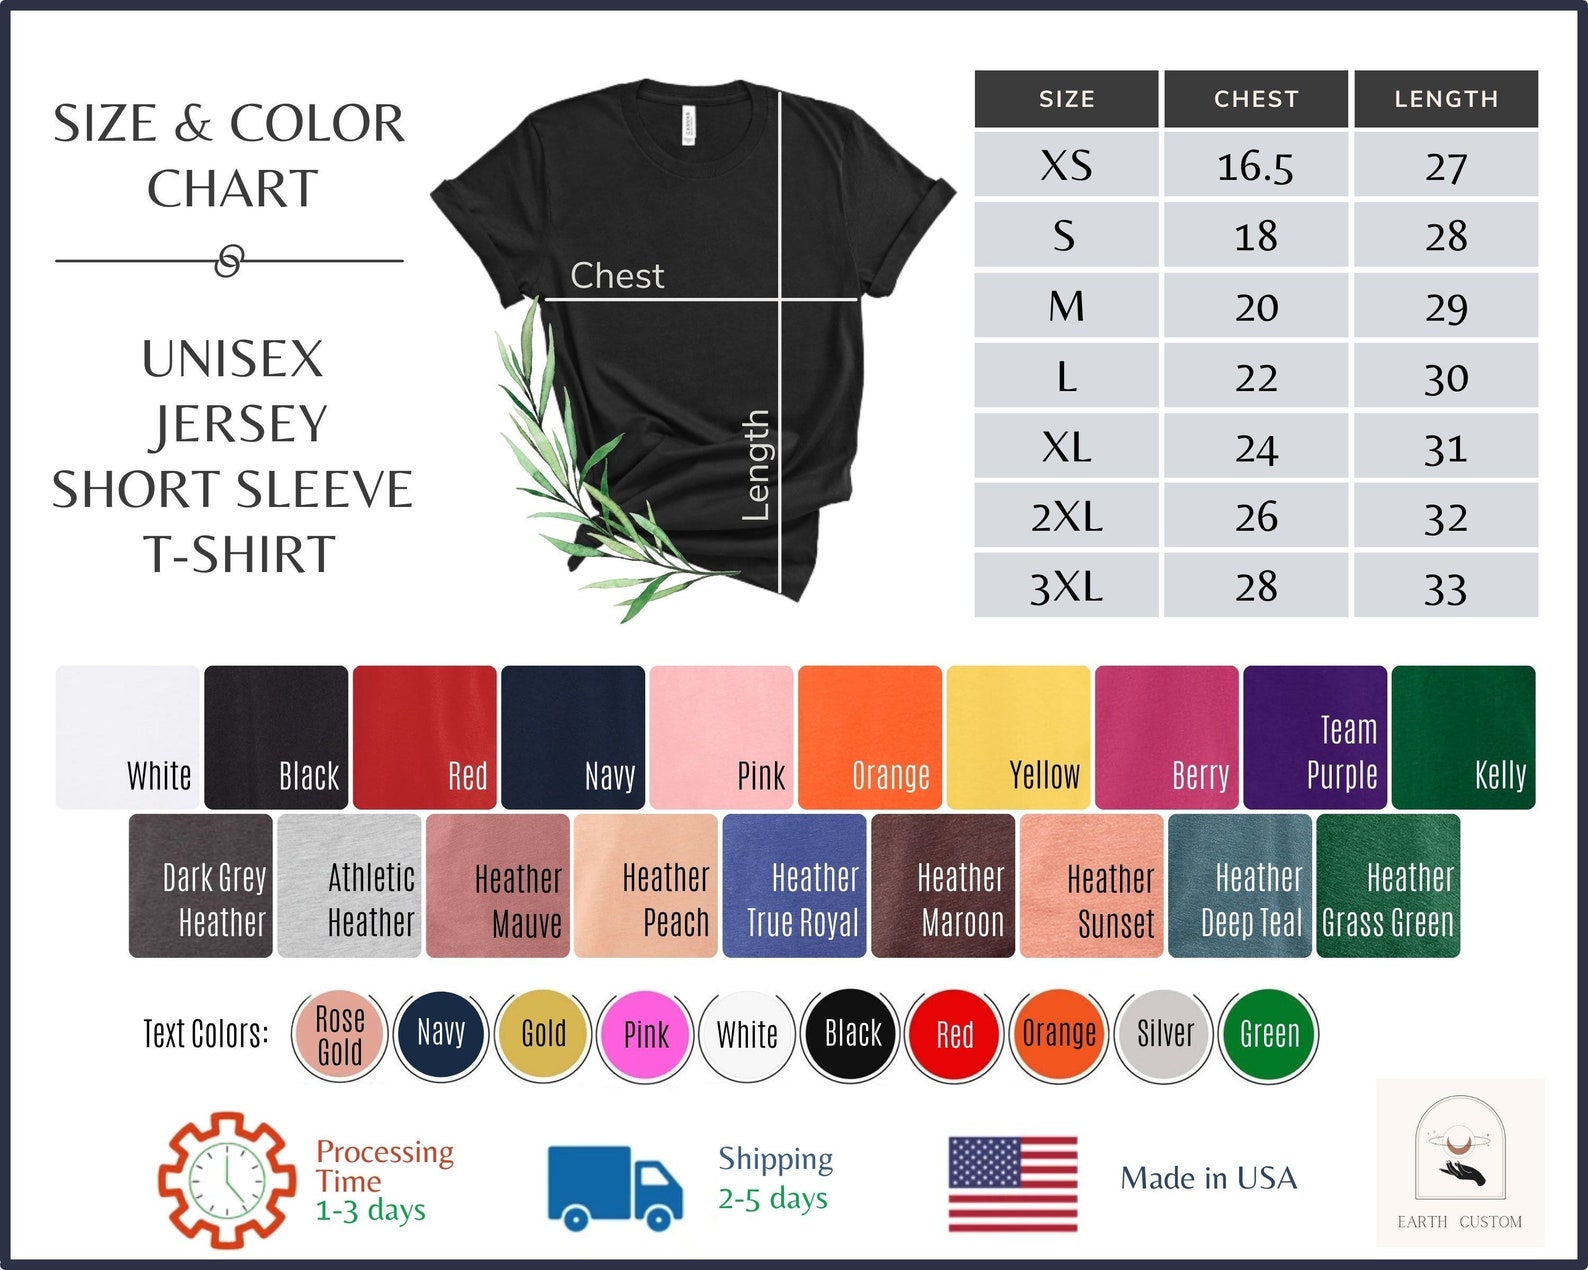 SIZE & COLOR
CHART
UNISEX
JERSEY
SHORT SLEEVE
T-SHIRT
Chest
Length
SIZE CHEST LENGTH
XS 16.5 27
S 18 28
M 20 29
L 22 30
XL 24 31
2XL 26 32
3XL 28 33
White
Black
Red
Navy
Pink
Orange
Yellow
Berry
Team
Purple
Kelly
Dark Grey
Heather
Athletic
Heather
Heather
Mauve
Heather
Peach
Heather
True Royal
Heather
Maroon
Heather
Sunset
Heather
Deep Teal
Heather
Grass Green
Text Colors:
Rose
Gold
Navy
Gold
Pink
White
Black
Red
Orange
Silver
Green
Processing
Time
1-3 days
Shipping
2-5 days
Made in USA
EARTH CUSTOM